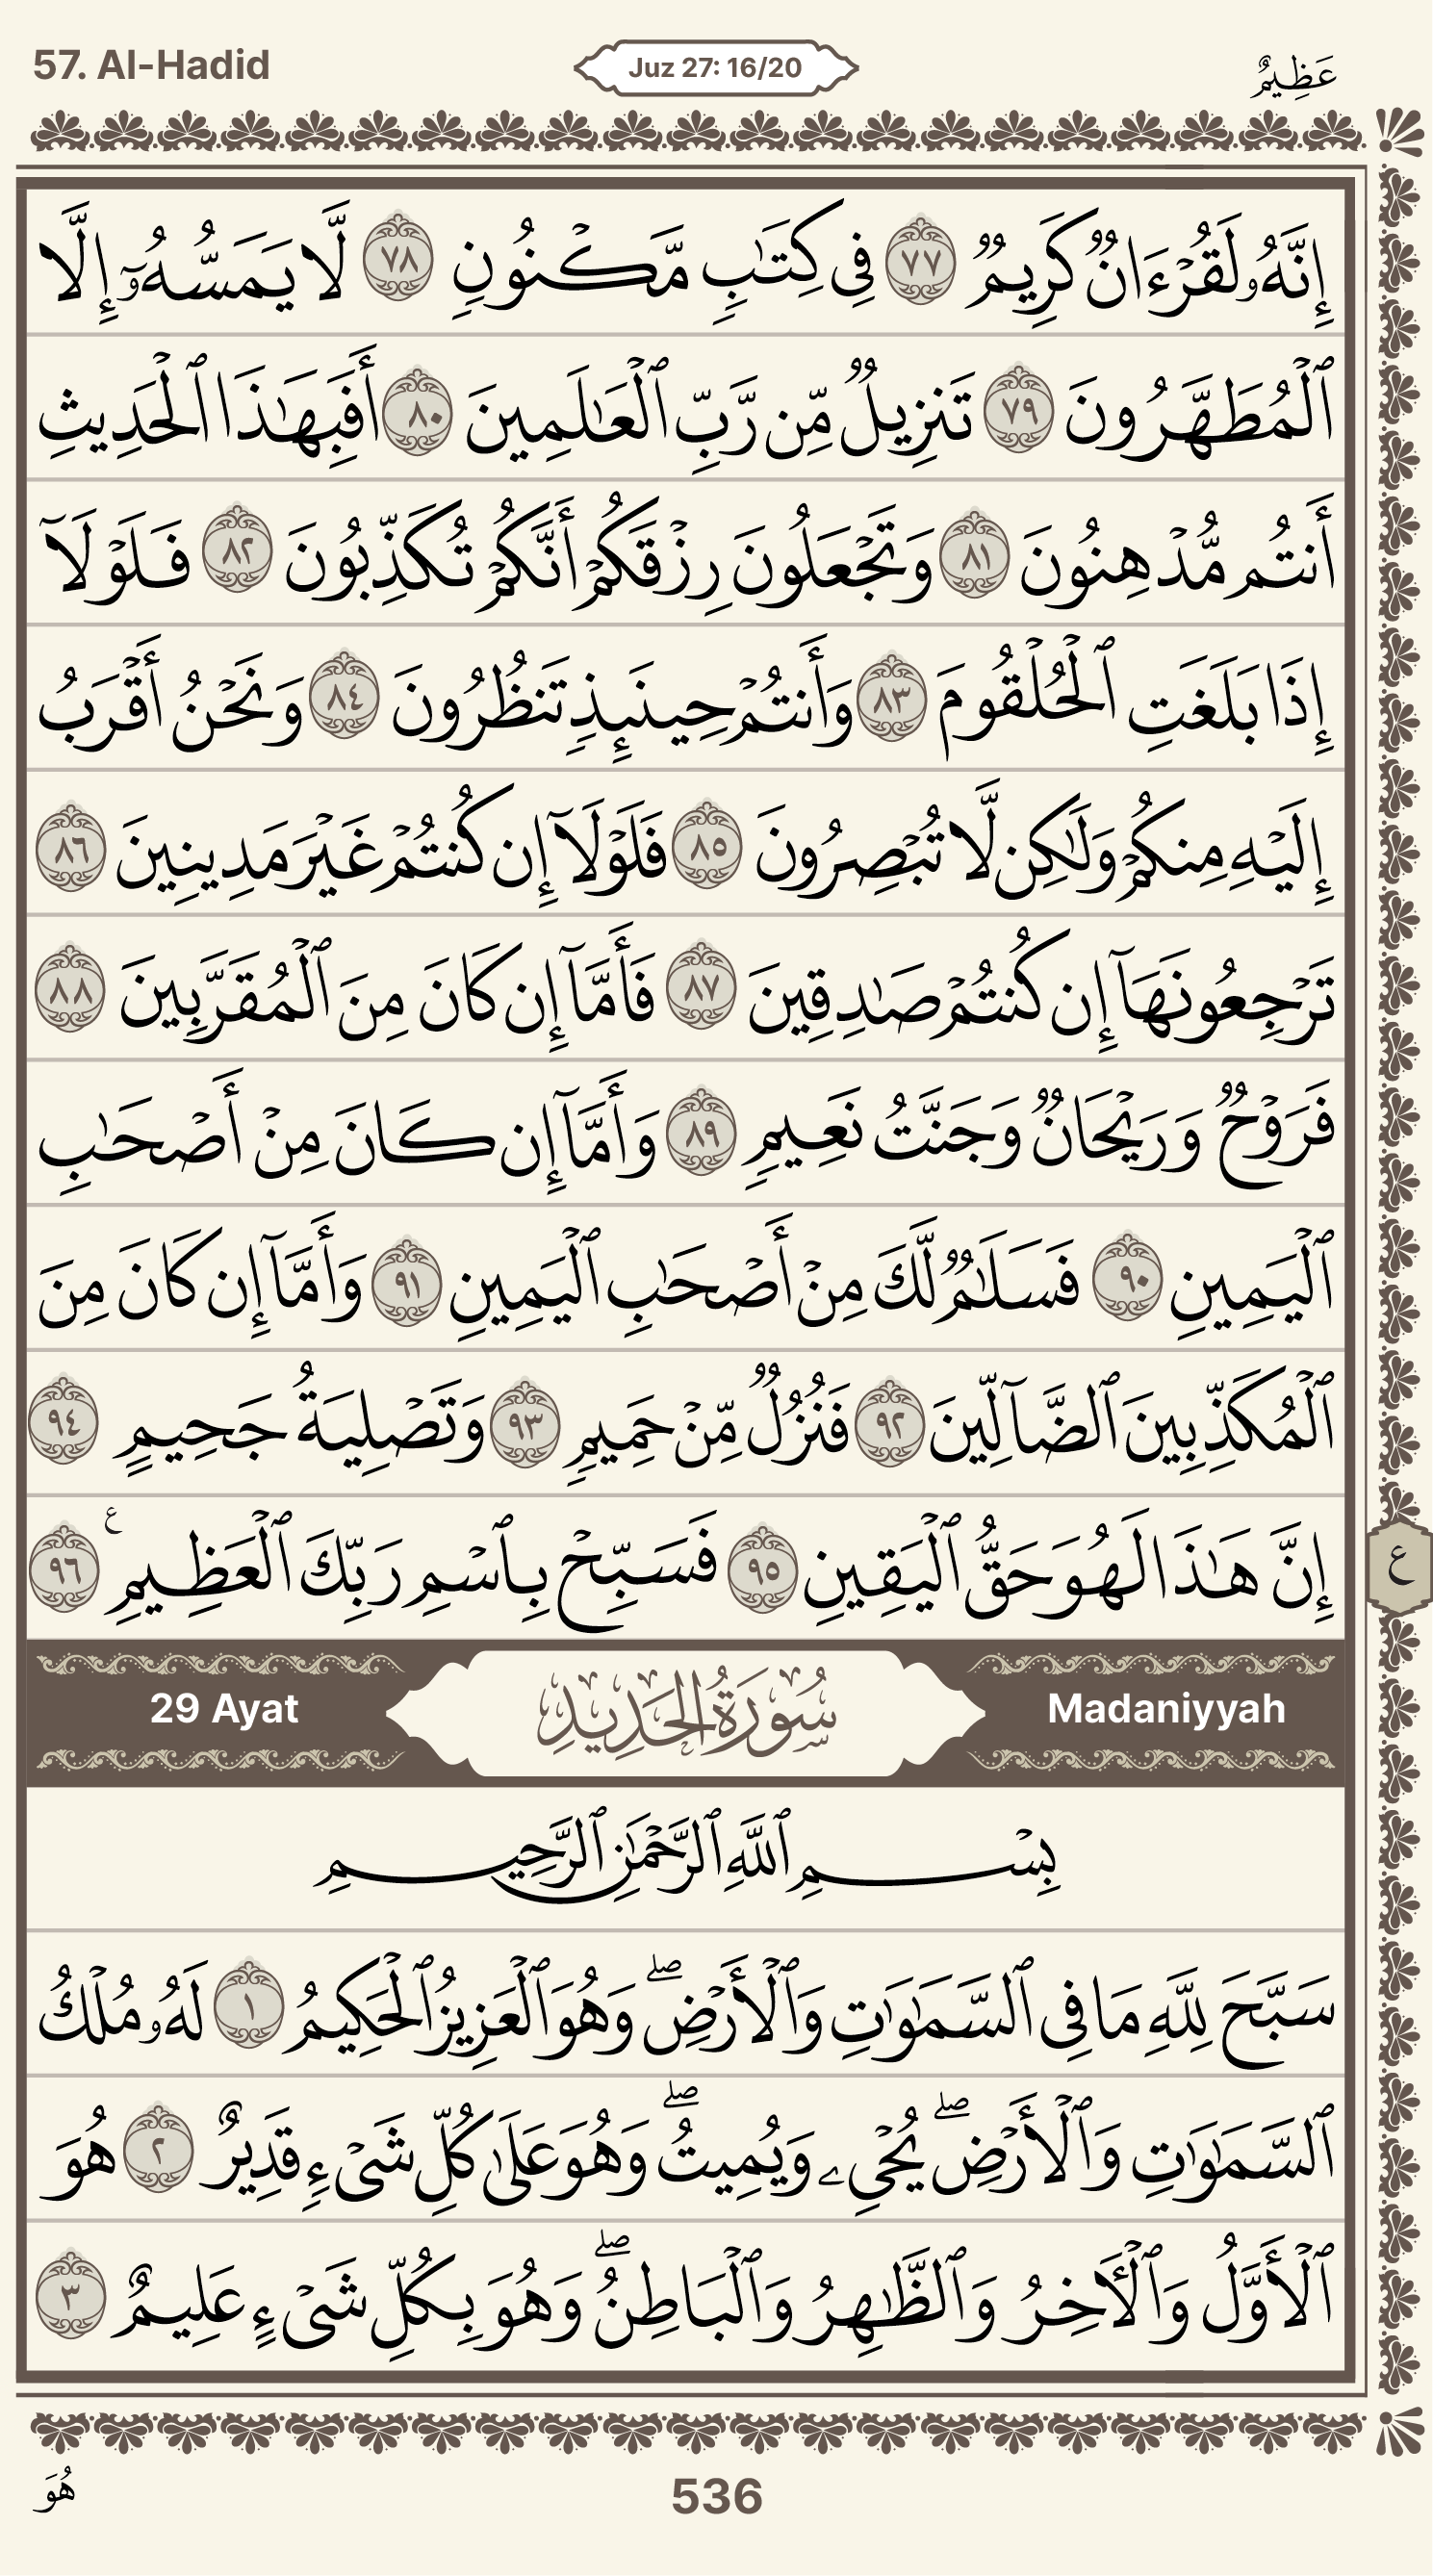 57. Al-Hadid
Juz 27: 16/20
عَظِيمٌ
إِنَّهُۥ لَقُرْءَانٌ كَرِيمٌ ٧٧ فِى كِتَـٰبٍ مَّكْنُونٍ ٧٨ لَّا يَمَسُّهُۥٓ إِلَّا
ٱلْمُطَهَّرُونَ ٧٩ تَنزِيلٌ مِّن رَّبِّ ٱلْعَـٰلَمِينَ ٨٠ أَفَبِهَـٰذَا ٱلْحَدِيثِ
أَنتُم مُّدْهِنُونَ ٨١ وَتَجْعَلُونَ رِزْقَكُمْ أَنَّكُمْ تُكَذِّبُونَ ٨٢ فَلَوْلَآ
إِذَا بَلَغَتِ ٱلْحُلْقُومَ ٨٣ وَأَنتُمْ حِينَئِذٍ تَنظُرُونَ ٨٤ وَنَحْنُ أَقْرَبُ
إِلَيْهِ مِنكُمْ وَلَـٰكِن لَّا تُبْصِرُونَ ٨٥ فَلَوْلَآ إِن كُنتُمْ غَيْرَ مَدِينِينَ ٨٦
تَرْجِعُونَهَآ إِن كُنتُمْ صَـٰدِقِينَ ٨٧ فَأَمَّآ إِن كَانَ مِنَ ٱلْمُقَرَّبِينَ ٨٨
فَرَوْحٌ وَرَيْحَانٌ وَجَنَّتُ نَعِيمٍ ٨٩ وَأَمَّآ إِن كَانَ مِنْ أَصْحَـٰبِ
ٱلْيَمِينِ ٩٠ فَسَلَـٰمٌ لَّكَ مِنْ أَصْحَـٰبِ ٱلْيَمِينِ ٩١ وَأَمَّآ إِن كَانَ مِنَ
ٱلْمُكَذِّبِينَ ٱلضَّآلِّينَ ٩٢ فَنُزُلٌ مِّنْ حَمِيمٍ ٩٣ وَتَصْلِيَةُ جَحِيمٍ ٩٤
إِنَّ هَـٰذَا لَهُوَ حَقُّ ٱلْيَقِينِ ٩٥ فَسَبِّحْ بِٱسْمِ رَبِّكَ ٱلْعَظِيمِ ع ٩٦
ع
29 Ayat
سُورَةُ الحَدِيدِ
Madaniyyah
بِسْمِ ٱللَّهِ ٱلرَّحْمَـٰنِ ٱلرَّحِيمِ
سَبَّحَ لِلَّهِ مَا فِى ٱلسَّمَـٰوَٰتِ وَٱلْأَرْضِ ۖ وَهُوَ ٱلْعَزِيزُ ٱلْحَكِيمُ ١ لَهُۥ مُلْكُ
ٱلسَّمَـٰوَٰتِ وَٱلْأَرْضِ ۖ يُحْىِۦ وَيُمِيتُ ۖ وَهُوَ عَلَىٰ كُلِّ شَىْءٍ قَدِيرٌ ٢ هُوَ
ٱلْأَوَّلُ وَٱلْـَٔاخِرُ وَٱلظَّـٰهِرُ وَٱلْبَاطِنُ ۖ وَهُوَ بِكُلِّ شَىْءٍ عَلِيمٌ ٣
هُوَ
536